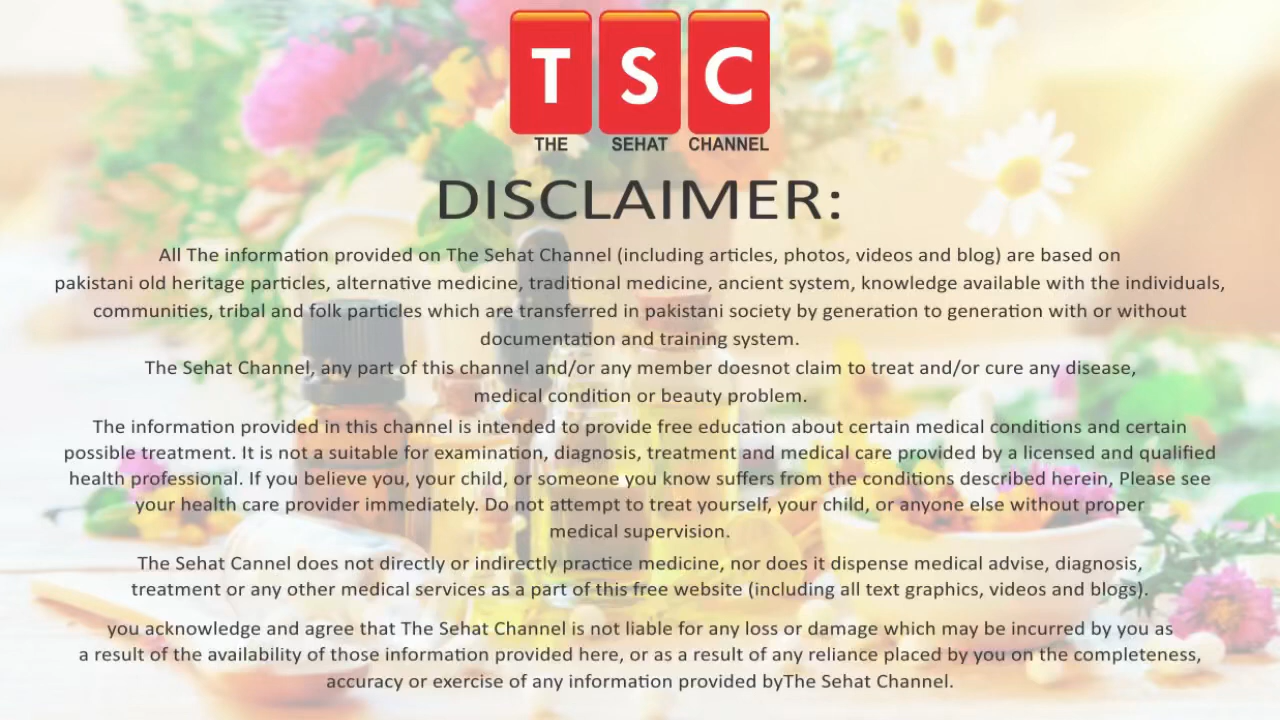 T S C
THE SEHAT CHANNEL
DISCLAIMER:
All The information provided on The Sehat Channel (including articles, photos, videos and blog) are based on
pakistani old heritage particles, alternative medicine, traditional medicine, ancient system, knowledge available with the individuals,
communities, tribal and folk particles which are transferred in pakistani society by generation to generation with or without
documentation and training system.
The Sehat Channel, any part of this channel and/or any member doesnot claim to treat and/or cure any disease,
medical condition or beauty problem.
The information provided in this channel is intended to provide free education about certain medical conditions and certain
possible treatment. It is not a suitable for examination, diagnosis, treatment and medical care provided by a licensed and qualified
health professional. If you believe you, your child, or someone you know suffers from the conditions described herein, Please see
your health care provider immediately. Do not attempt to treat yourself, your child, or anyone else without proper
medical supervision.
The Sehat Cannel does not directly or indirectly practice medicine, nor does it dispense medical advise, diagnosis,
treatment or any other medical services as a part of this free website (including all text graphics, videos and blogs).
you acknowledge and agree that The Sehat Channel is not liable for any loss or damage which may be incurred by you as
a result of the availability of those information provided here, or as a result of any reliance placed by you on the completeness,
accuracy or exercise of any information provided byThe Sehat Channel.